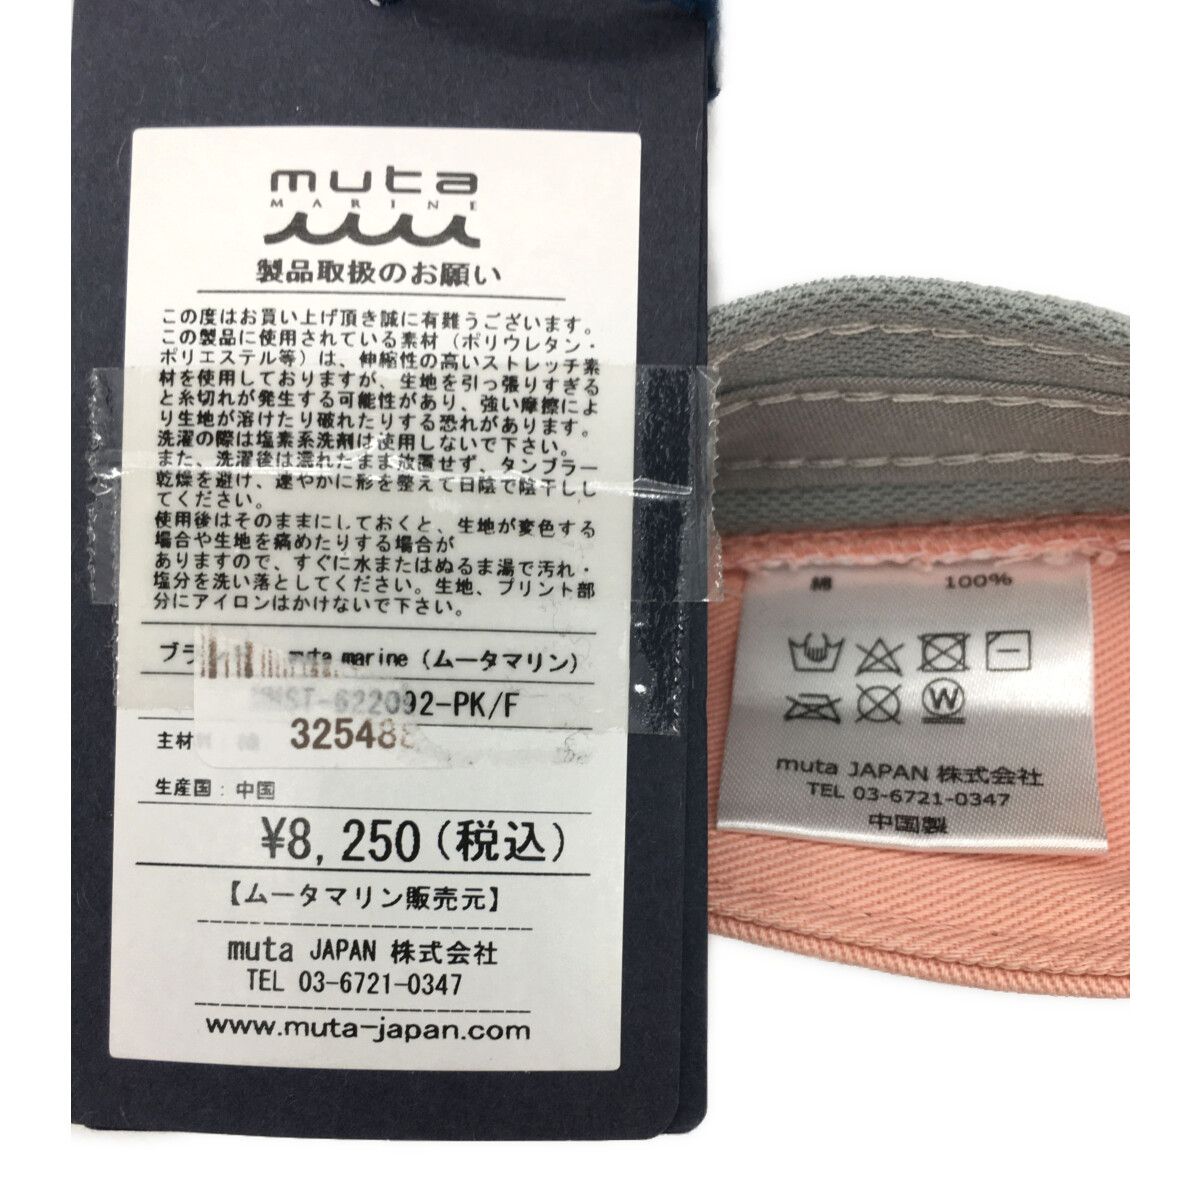 muta
MARINE
製品取扱のお願い
この度はお買い上げ頂き誠に有難うございます。
この製品に使用されている素材(ポリウレタン・
ポリエステル等)は、伸縮性の高いストレッチ素
材を使用しておりますが、生地を引っ張りすぎる
と糸切れが発生する可能性があり、強い摩擦によ
り生地が溶けたり破れたりする恐れがあります。
洗濯の際は塩素系洗剤は使用しないで下さい。
また、洗濯後は濡れたまま放置せず、タンブラー
乾燥を避け、速やかに形を整えて日陰で陰干しし
てください。
使用後はそのままにしておくと、生地が変色する
場合や生地を痛めたりする場合が
ありますので、すぐに水またはぬるま湯で汚れ・
塩分を洗い落としてください。生地、プリント部
分にアイロンはかけないで下さい。
ブラ muta marine (ムータマリン)
ST-622092-PK/F
主材
325488
生産国:中国
¥8,250(税込)
【ムータマリン販売元】
muta JAPAN 株式会社
TEL 03-6721-0347
www.muta-japan.com
綿 100%
W
muta JAPAN 株式会社
TEL 03-6721-0347
中国製